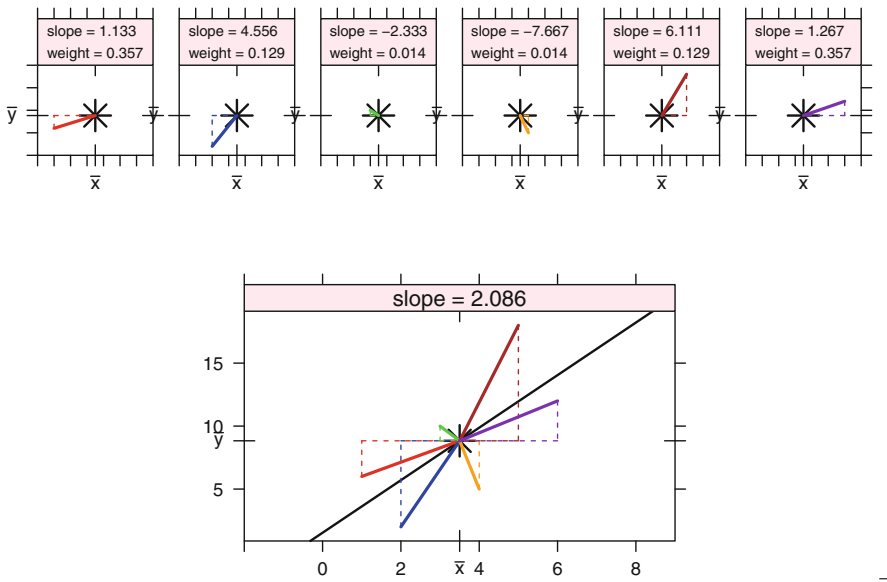 slope = 1.133 slope = 4.556 slope = −2.333 slope = −7.667 slope = 6.111 slope = 1.267
weight = 0.357 weight = 0.129 weight = 0.014 weight = 0.014 weight = 0.129 weight = 0.357
y̅ y̅ y̅ y̅ y̅ y̅
x̅ x̅ x̅ x̅ x̅ x̅
slope = 2.086
15
10
y̅
5
0 2 x̅ 4 6 8